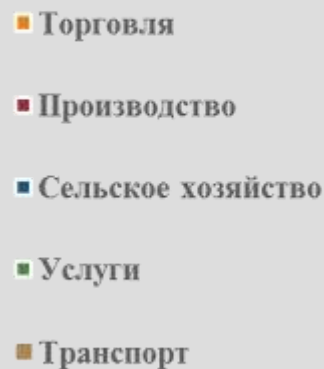 Торговля
Производство
Сельское хозяйство
Услуги
Транспорт